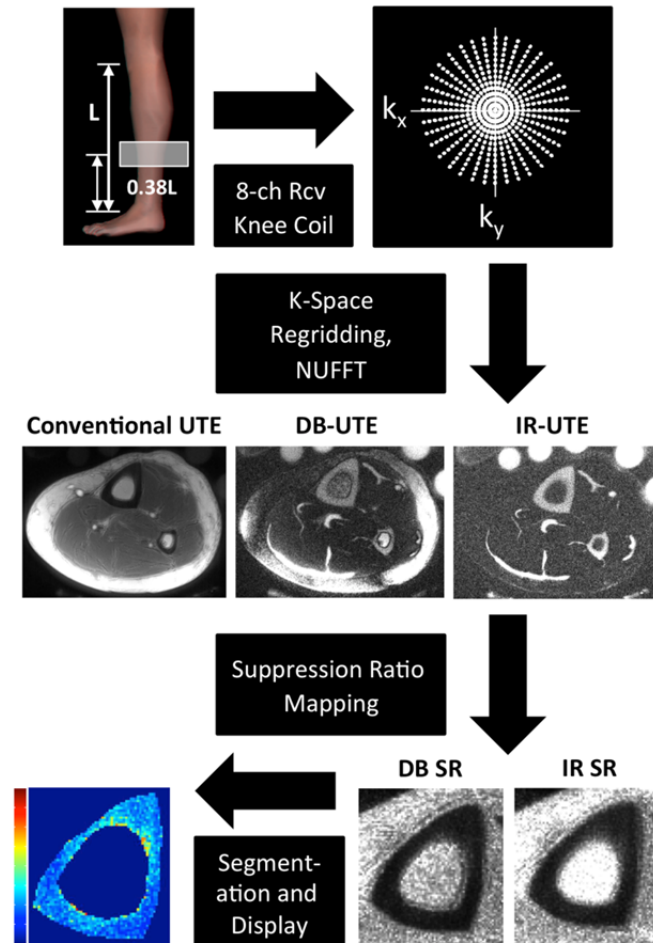 L
0.38L
8-ch Rcv
Knee Coil
kx
ky
K-Space
Regridding,
NUFFT
Conventional UTE
DB-UTE
IR-UTE
Suppression Ratio
Mapping
DB SR
IR SR
Segment-
ation and
Display